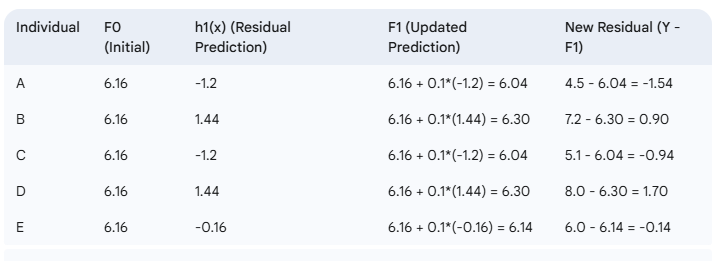 Individual F0 (Initial) h1(x) (Residual Prediction) F1 (Updated Prediction) New Residual (Y - F1)
A 6.16 -1.2 6.16 + 0.1*(-1.2) = 6.04 4.5 - 6.04 = -1.54
B 6.16 1.44 6.16 + 0.1*(1.44) = 6.30 7.2 - 6.30 = 0.90
C 6.16 -1.2 6.16 + 0.1*(-1.2) = 6.04 5.1 - 6.04 = -0.94
D 6.16 1.44 6.16 + 0.1*(1.44) = 6.30 8.0 - 6.30 = 1.70
E 6.16 -0.16 6.16 + 0.1*(-0.16) = 6.14 6.0 - 6.14 = -0.14